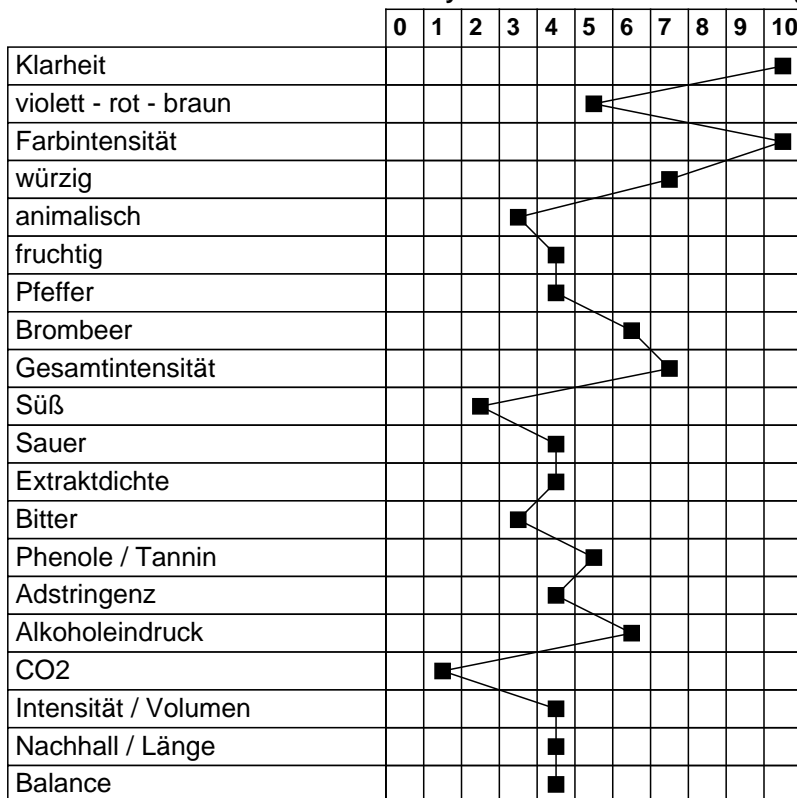 0 1 2 3 4 5 6 7 8 9 10
Klarheit
violett - rot - braun
Farbintensität
würzig
animalisch
fruchtig
Pfeffer
Brombeer
Gesamtintensität
Süß
Sauer
Extraktdichte
Bitter
Phenole / Tannin
Adstringenz
Alkoholeindruck
CO2
Intensität / Volumen
Nachhall / Länge
Balance